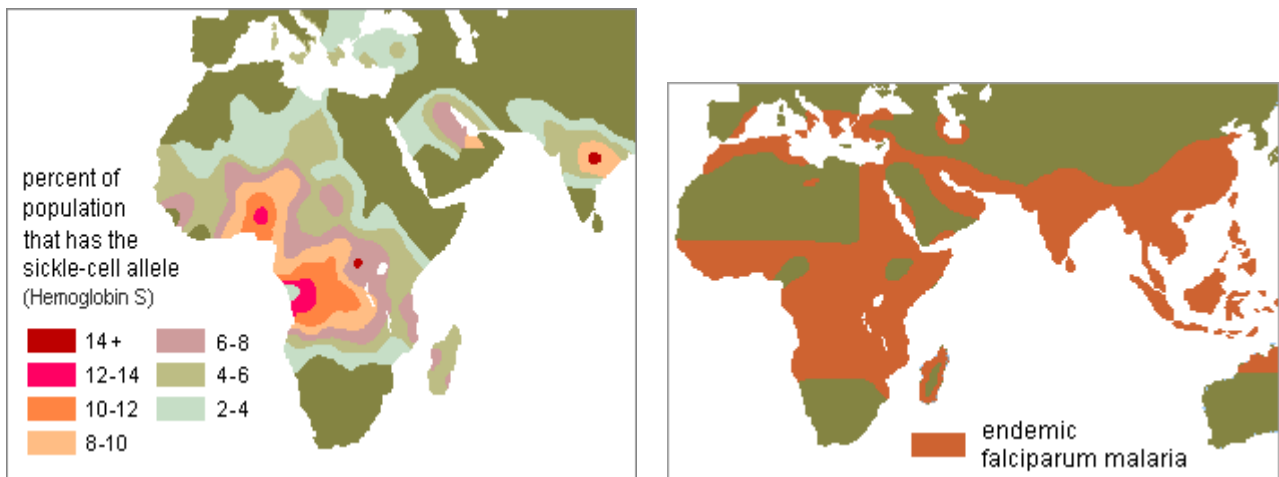 percent of
population
that has the
sickle-cell allele
(Hemoglobin S)
14+
12-14
10-12
8-10
6-8
4-6
2-4
endemic
falciparum malaria